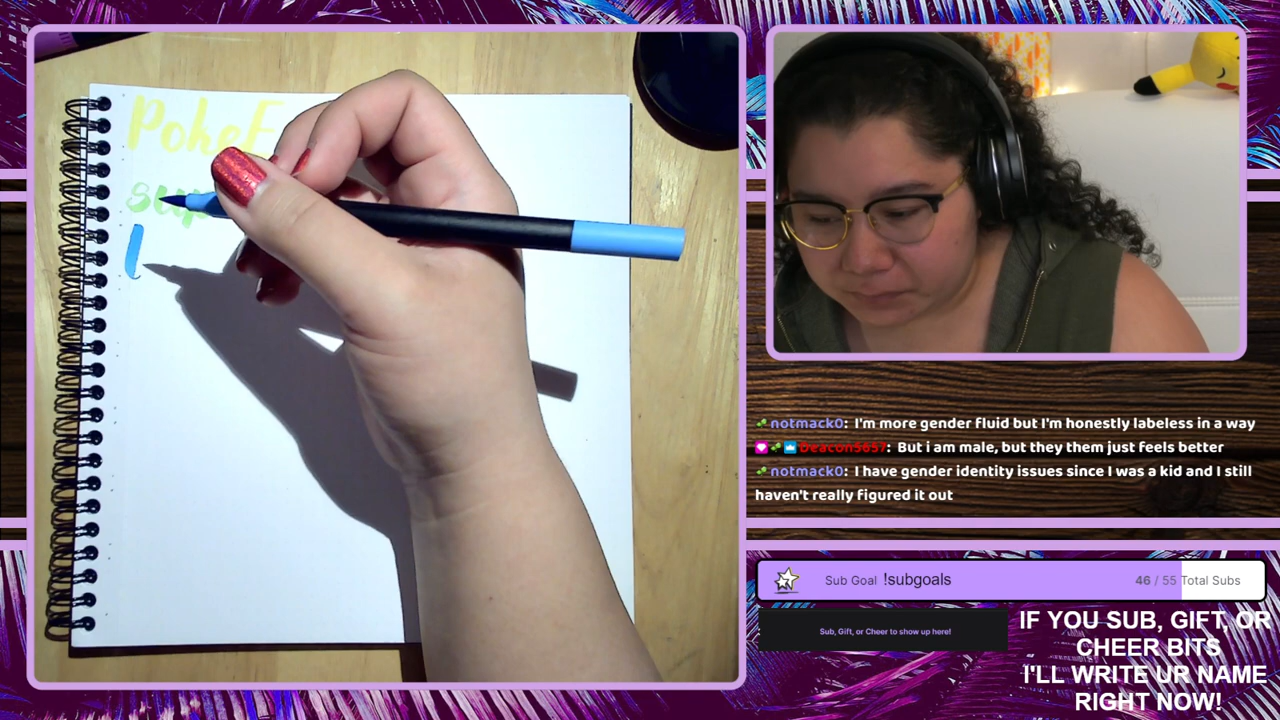 PokeF
sup
notmack0: I'm more gender fluid but I'm honestly labeless in a way
Deacon5657: But i am male, but they them just feels better
notmack0: I have gender identity issues since I was a kid and I still
haven't really figured it out
Sub Goal !subgoals 46 / 55 Total Subs
Sub, Gift, or Cheer to show up here!
IF YOU SUB, GIFT, OR
CHEER BITS
I'LL WRITE UR NAME
RIGHT NOW!